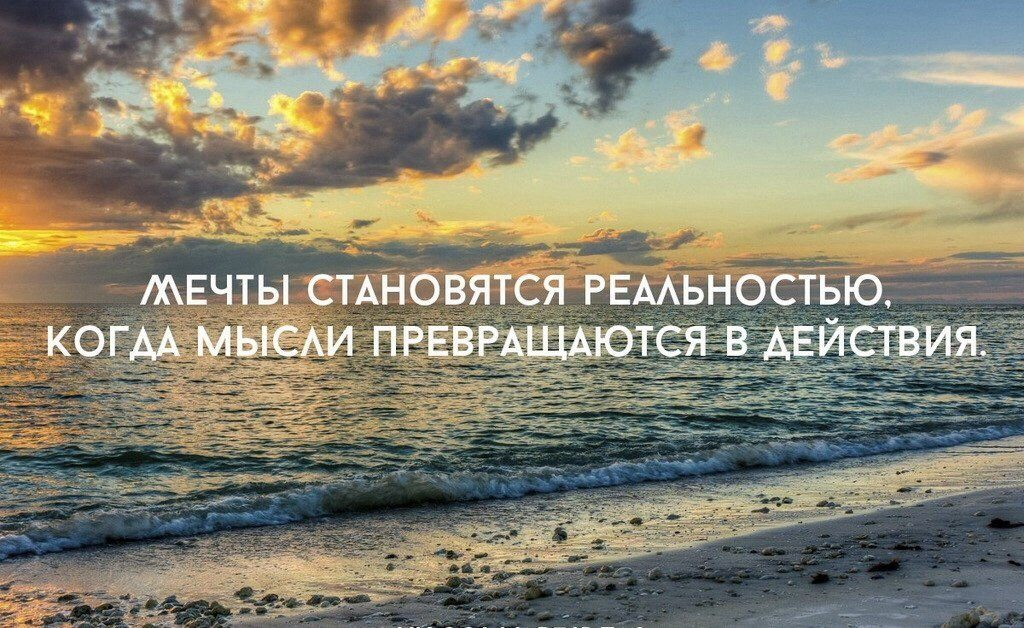 МЕЧТЫ СТАНОВЯТСЯ РЕАЛЬНОСТЬЮ,
КОГДА МЫСЛИ ПРЕВРАЩАЮТСЯ В ДЕЙСТВИЯ.